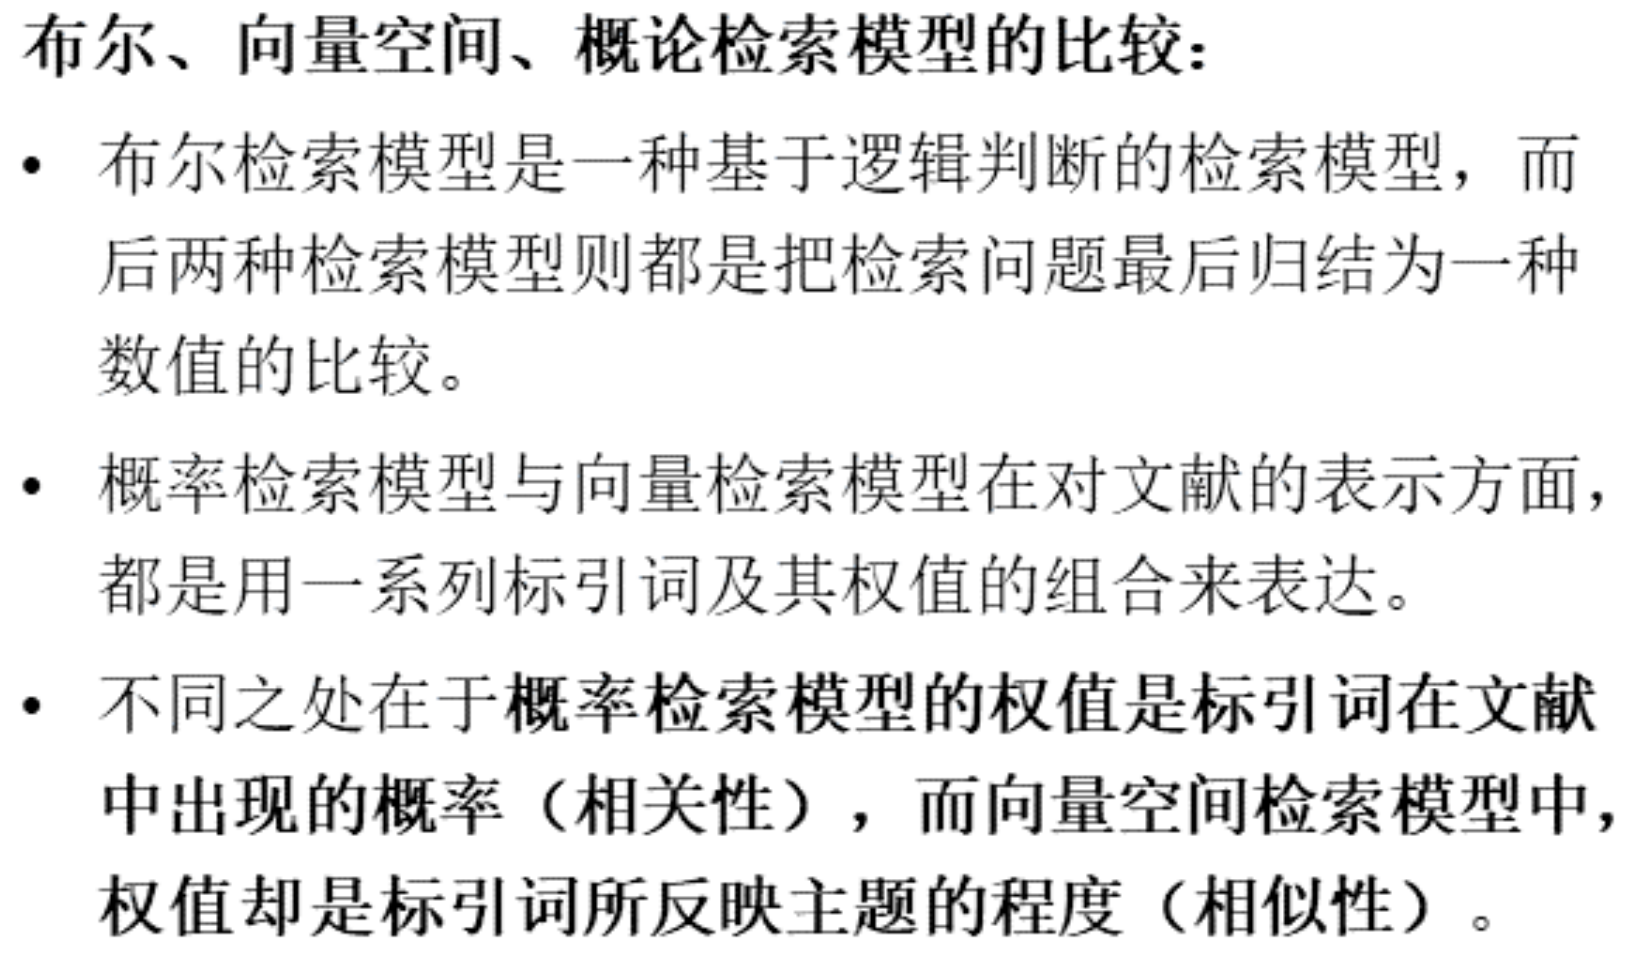 布尔、向量空间、概论检索模型的比较：
• 布尔检索模型是一种基于逻辑判断的检索模型，而
后两种检索模型则都是把检索问题最后归结为一种
数值的比较。
• 概率检索模型与向量检索模型在对文献的表示方面，
都是用一系列标引词及其权值的组合来表达。
• 不同之处在于概率检索模型的权值是标引词在文献
中出现的概率（相关性），而向量空间检索模型中，
权值却是标引词所反映主题的程度（相似性）。